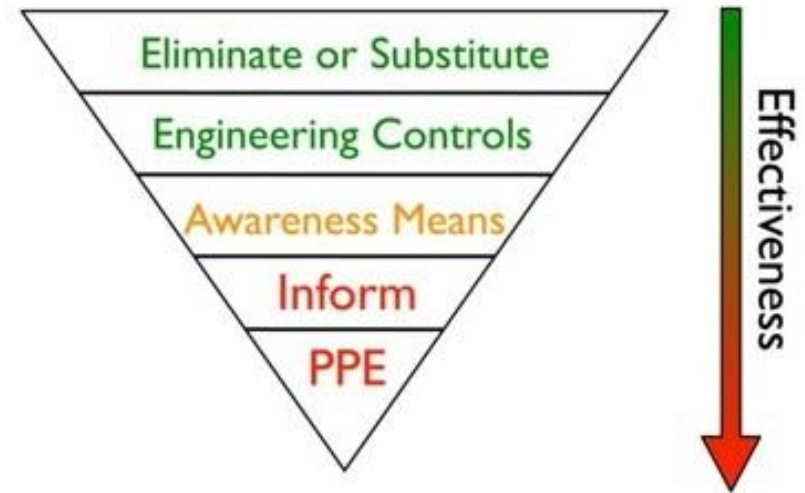 Eliminate or Substitute
Engineering Controls
Awareness Means
Inform
PPE
Effectiveness